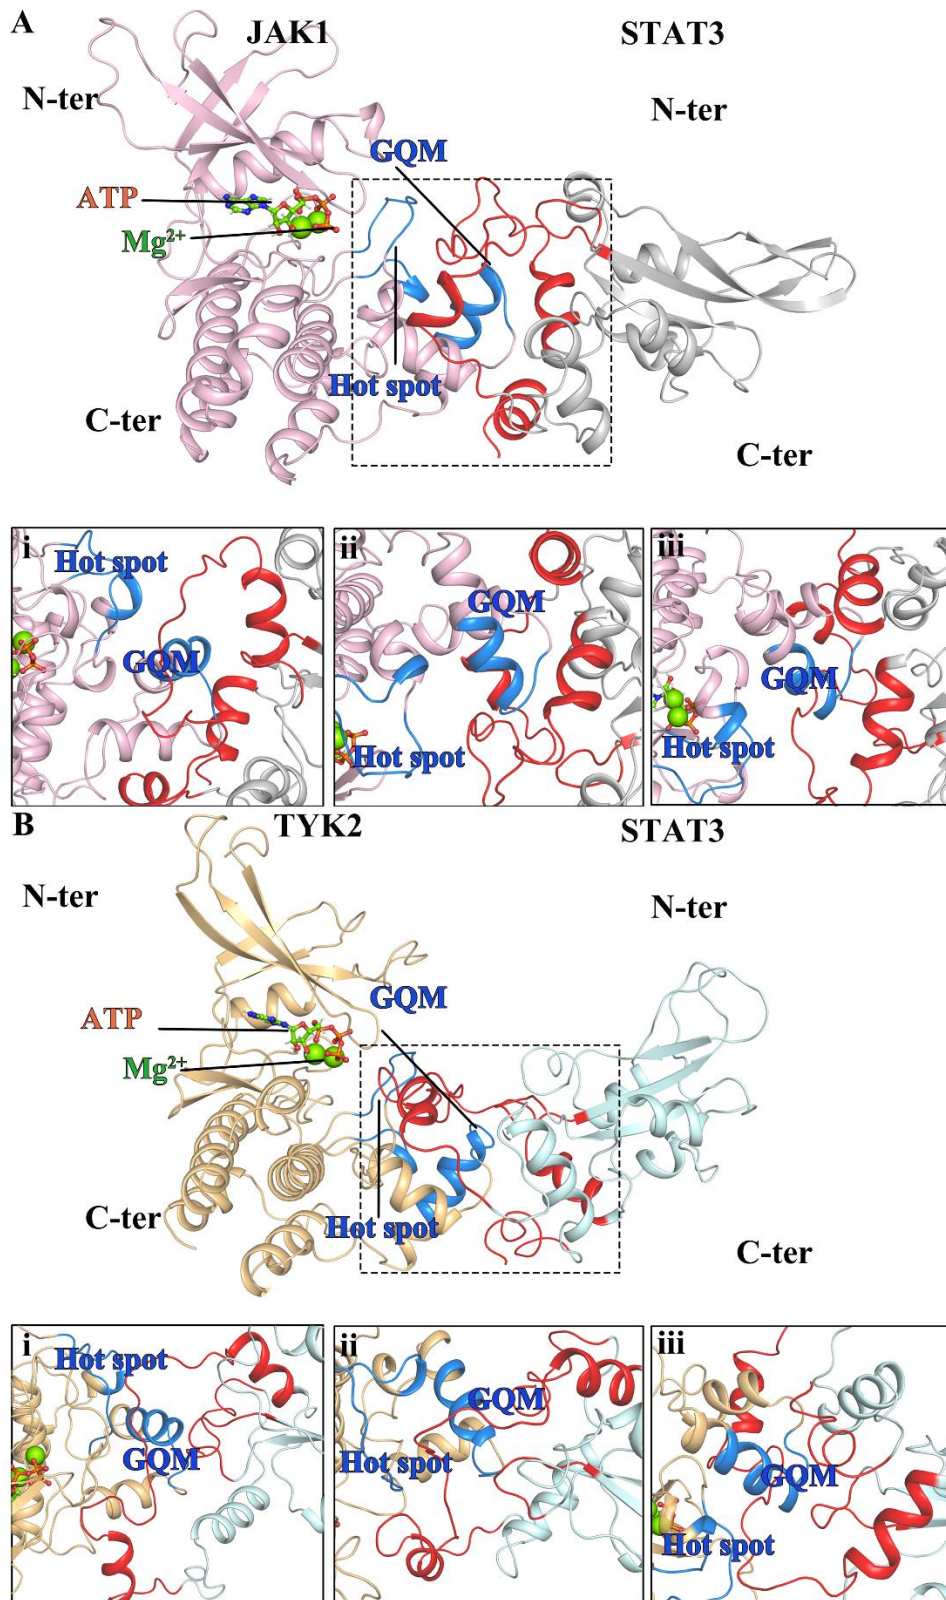 A
JAK1
STAT3
N-ter
N-ter
GQM
ATP
Mg²⁺
Hot spot
C-ter
C-ter
i
Hot spot
GQM
ii
GQM
Hot spot
iii
GQM
Hot spot
B
TYK2
STAT3
N-ter
N-ter
GQM
ATP
Mg²⁺
C-ter
Hot spot
C-ter
i
Hot spot
GQM
ii
GQM
Hot spot
iii
GQM
Hot spot